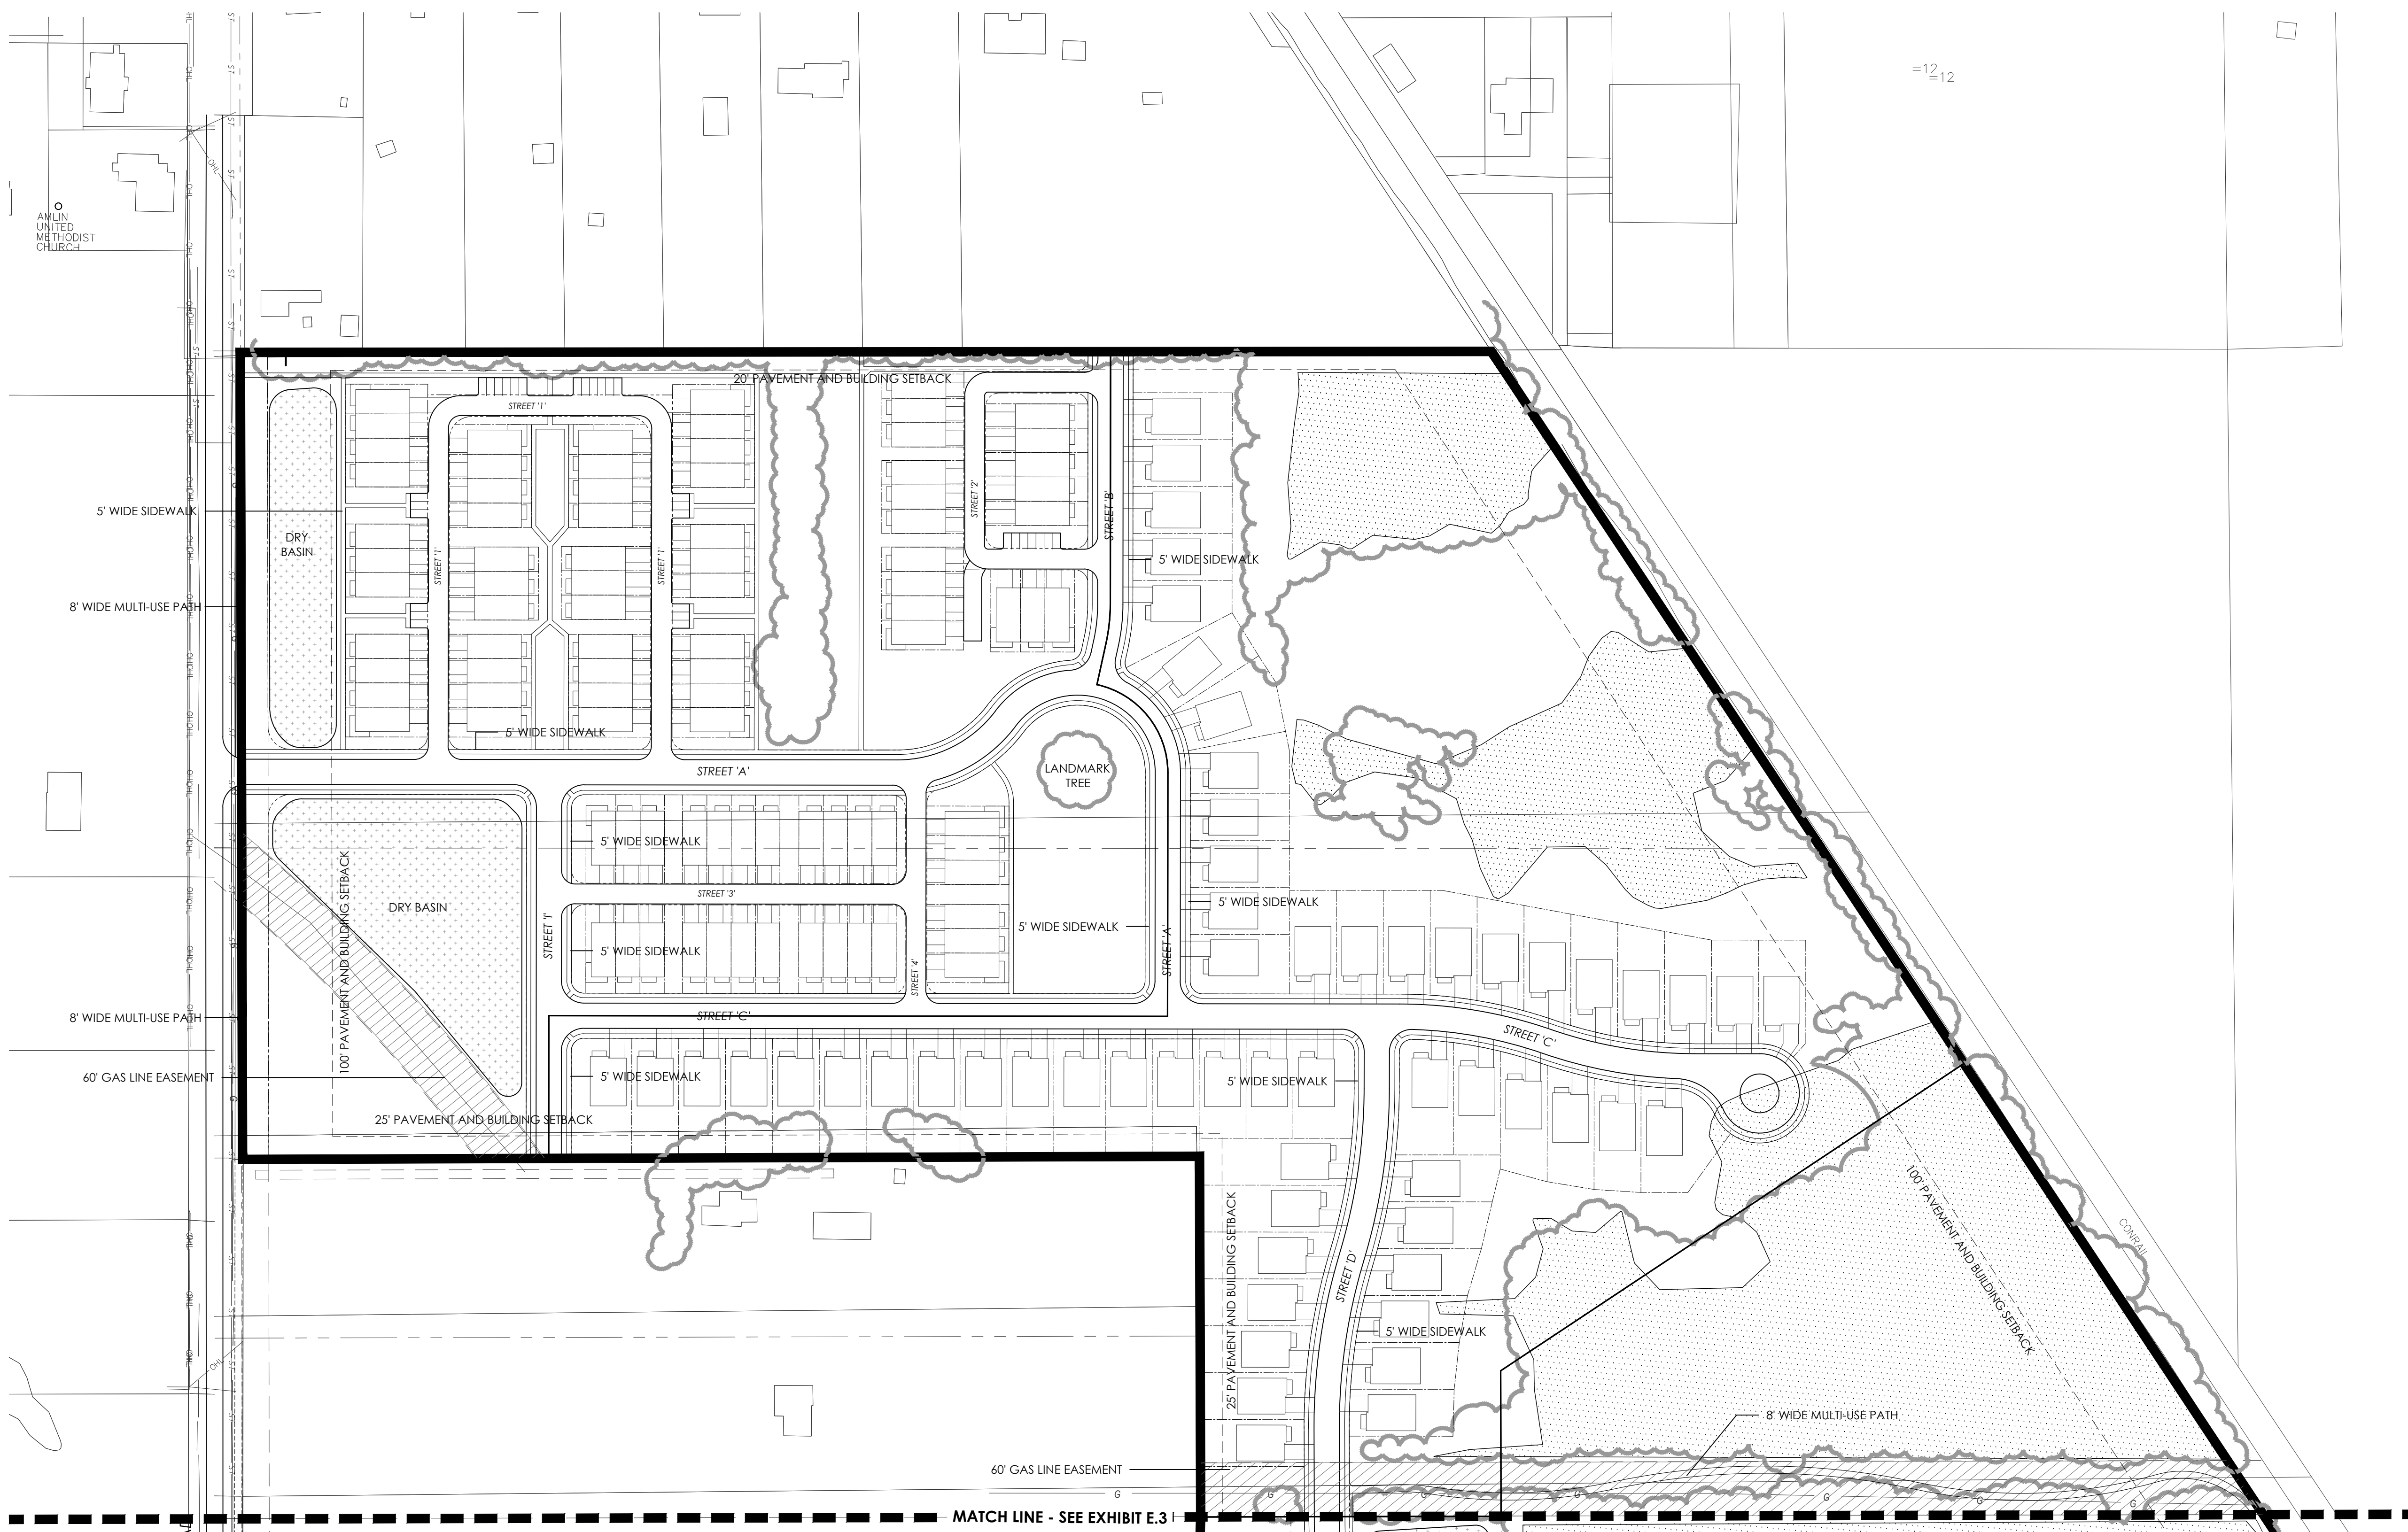 =12
=12
OHL
AMLIN
UNITED
METHODIST
CHURCH
20' PAVEMENT AND BUILDING SETBACK
STREET '1'
5' WIDE SIDEWALK
DRY
BASIN
STREET '2'
STREET 'B'
STREET '1'
STREET '1'
5' WIDE SIDEWALK
8' WIDE MULTI-USE PATH
5' WIDE SIDEWALK
STREET 'A'
LANDMARK
TREE
5' WIDE SIDEWALK
100' PAVEMENT AND BUILDING SETBACK
STREET '3'
DRY BASIN
5' WIDE SIDEWALK
5' WIDE SIDEWALK
STREET 'I'
5' WIDE SIDEWALK
STREET 'A'
STREET '4'
8' WIDE MULTI-USE PATH
STREET 'C'
STREET 'C'
60' GAS LINE EASEMENT
5' WIDE SIDEWALK
5' WIDE SIDEWALK
25' PAVEMENT AND BUILDING SETBACK
CONRAIL
100' PAVEMENT AND BUILDING SETBACK
25' PAVEMENT AND BUILDING SETBACK
STREET 'D'
5' WIDE SIDEWALK
OHL
8' WIDE MULTI-USE PATH
60' GAS LINE EASEMENT
G
G
G
G
G
G
G
MATCH LINE - SEE EXHIBIT E.3